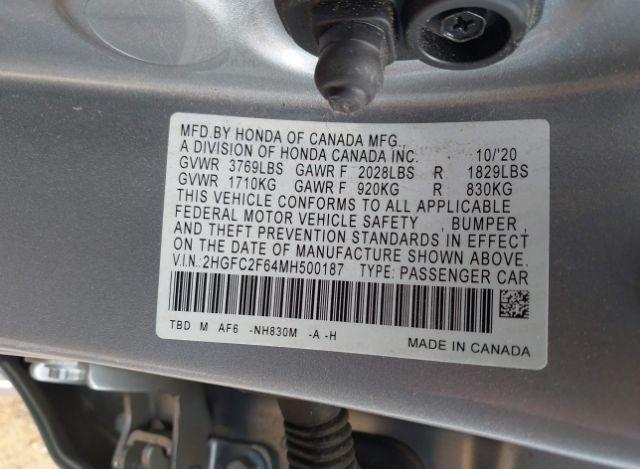 MFD.BY HONDA OF CANADA MFG.,
A DIVISION OF HONDA CANADA INC. 10/'20
GVWR 3769LBS GAWR F 2028LBS R 1829LBS
GVWR 1710KG GAWR F 920KG R 830KG
THIS VEHICLE CONFORMS TO ALL APPLICABLE
FEDERAL MOTOR VEHICLE SAFETY , BUMPER,
AND THEFT PREVENTION STANDARDS IN EFFECT
ON THE DATE OF MANUFACTURE SHOWN ABOVE.
V.I.N.:2HGFC2F64MH500187 TYPE: PASSENGER CAR
TBD M AF6 -NH830M -A -H
MADE IN CANADA